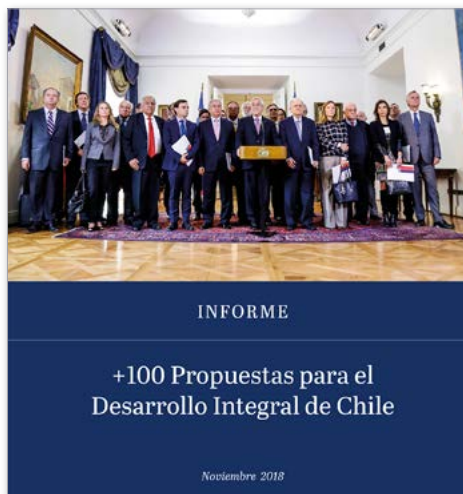 INFORME
+100 Propuestas para el
Desarrollo Integral de Chile
Noviembre 2018